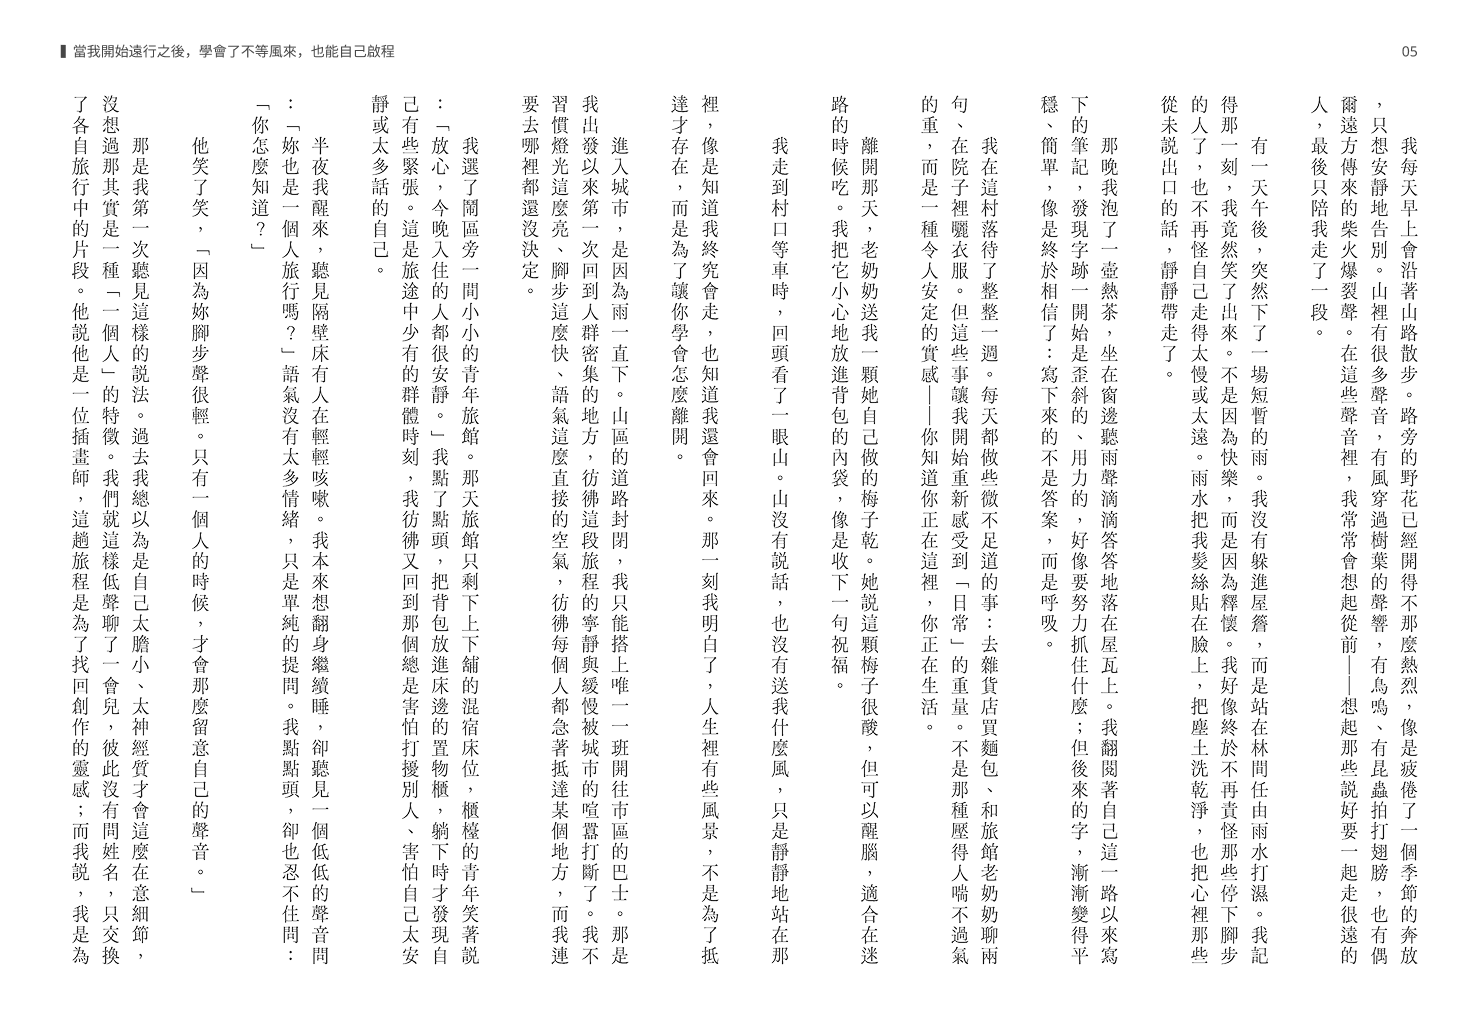 當我開始遠行之後，學會了不等風來，也能自己啟程
05
我每天早上會沿著山路散步。路旁的野花已經開得不那麼熱烈，像是疲倦了一個季節的奔放
，只想安靜地告別。山裡有很多聲音，有風穿過樹葉的聲響，有鳥鳴、有昆蟲拍打翅膀，也有偶
爾遠方傳來的柴火爆裂聲。在這些聲音裡，我常常會想起從前——想起那些說好要一起走很遠的
人，最後只陪我走了一段。
有一天午後，突然下了一場短暫的雨。我沒有躲進屋簷，而是站在林間任由雨水打濕。我記
得那一刻，我竟然笑了出來。不是因為快樂，而是因為釋懷。我好像終於不再責怪那些停下腳步
的人了，也不再怪自己走得太慢或太遠。雨水把我髮絲貼在臉上，把塵土洗乾淨，也把心裡那些
從未說出口的話，靜靜帶走了。
那晚我泡了一壺熱茶，坐在窗邊聽雨聲滴滴答答地落在屋瓦上。我翻閱著自己這一路以來寫
下的筆記，發現字跡一開始是歪斜的、用力的，好像要努力抓住什麼；但後來的字，漸漸變得平
穩、簡單，像是終於相信了：寫下來的不是答案，而是呼吸。
我在這村落待了整整一週。每天都做些微不足道的事：去雜貨店買麵包、和旅館老奶奶聊兩
句、在院子裡曬衣服。但這些事讓我開始重新感受到「日常」的重量。不是那種壓得人喘不過氣
的重，而是一種令人安定的實感——你知道你正在這裡，你正在生活。
離開那天，老奶奶送我一顆她自己做的梅子乾。她說這顆梅子很酸，但可以醒腦，適合在迷
路的時候吃。我把它小心地放進背包的內袋，像是收下一句祝福。
我走到村口等車時，回頭看了一眼山。山沒有說話，也沒有送我什麼風，只是靜靜地站在那
裡，像是知道我終究會走，也知道我還會回來。那一刻我明白了，人生裡有些風景，不是為了抵
達才存在，而是為了讓你學會怎麼離開。
進入城市，是因為雨一直下。山區的道路封閉，我只能搭上唯一一班開往市區的巴士。那是
我出發以來第一次回到人群密集的地方，彷彿這段旅程的寧靜與緩慢被城市的喧囂打斷了。我不
習慣燈光這麼亮、腳步這麼快、語氣這麼直接的空氣，彷彿每個人都急著抵達某個地方，而我連
要去哪裡都還沒決定。
我選了鬧區旁一間小小的青年旅館。那天旅館只剩下上下舖的混宿床位，櫃檯的青年笑著說
：「放心，今晚入住的人都很安靜。」我點了點頭，把背包放進床邊的置物櫃，躺下時才發現自
己有些緊張。這是旅途中少有的群體時刻，我彷彿又回到那個總是害怕打擾別人、害怕自己太安
靜或太多話的自己。
半夜我醒來，聽見隔壁床有人在輕輕咳嗽。我本來想翻身繼續睡，卻聽見一個低低的聲音問
：「妳也是一個人旅行嗎？」語氣沒有太多情緒，只是單純的提問。我點點頭，卻也忍不住問：
「你怎麼知道？」
他笑了笑，「因為妳腳步聲很輕。只有一個人的時候，才會那麼留意自己的聲音。」
那是我第一次聽見這樣的說法。過去我總以為是自己太膽小、太神經質才會這麼在意細節，
沒想過那其實是一種「一個人」的特徵。我們就這樣低聲聊了一會兒，彼此沒有問姓名，只交換
了各自旅行中的片段。他說他是一位插畫師，這趟旅程是為了找回創作的靈感；而我說，我是為